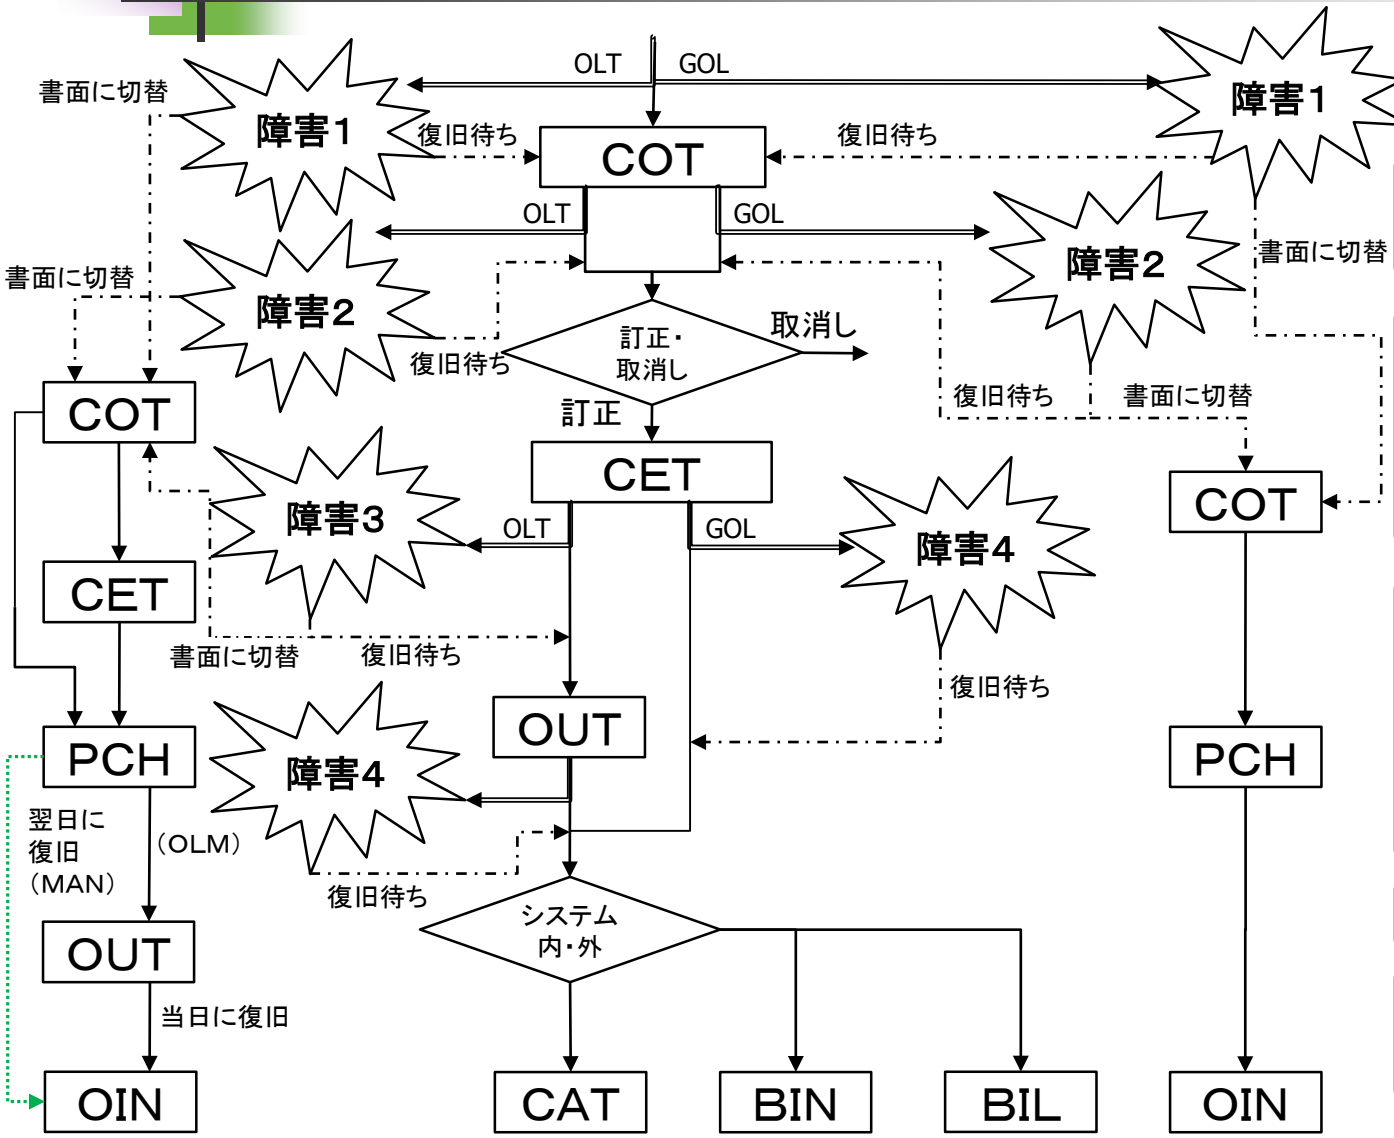 OLT
GOL
書面に切替
障害1
障害1
復旧待ち
復旧待ち
COT
OLT
GOL
書面に切替
障害2
障害2
書面に切替
復旧待ち
訂正・
取消し
取消し
復旧待ち
書面に切替
訂正
COT
CET
COT
障害3
OLT
GOL
障害4
CET
書面に切替
復旧待ち
復旧待ち
OUT
PCH
障害4
PCH
翌日に
復旧
（MAN）
（OLM）
復旧待ち
システム
内・外
OUT
当日に復旧
OIN
CAT
BIN
BIL
OIN